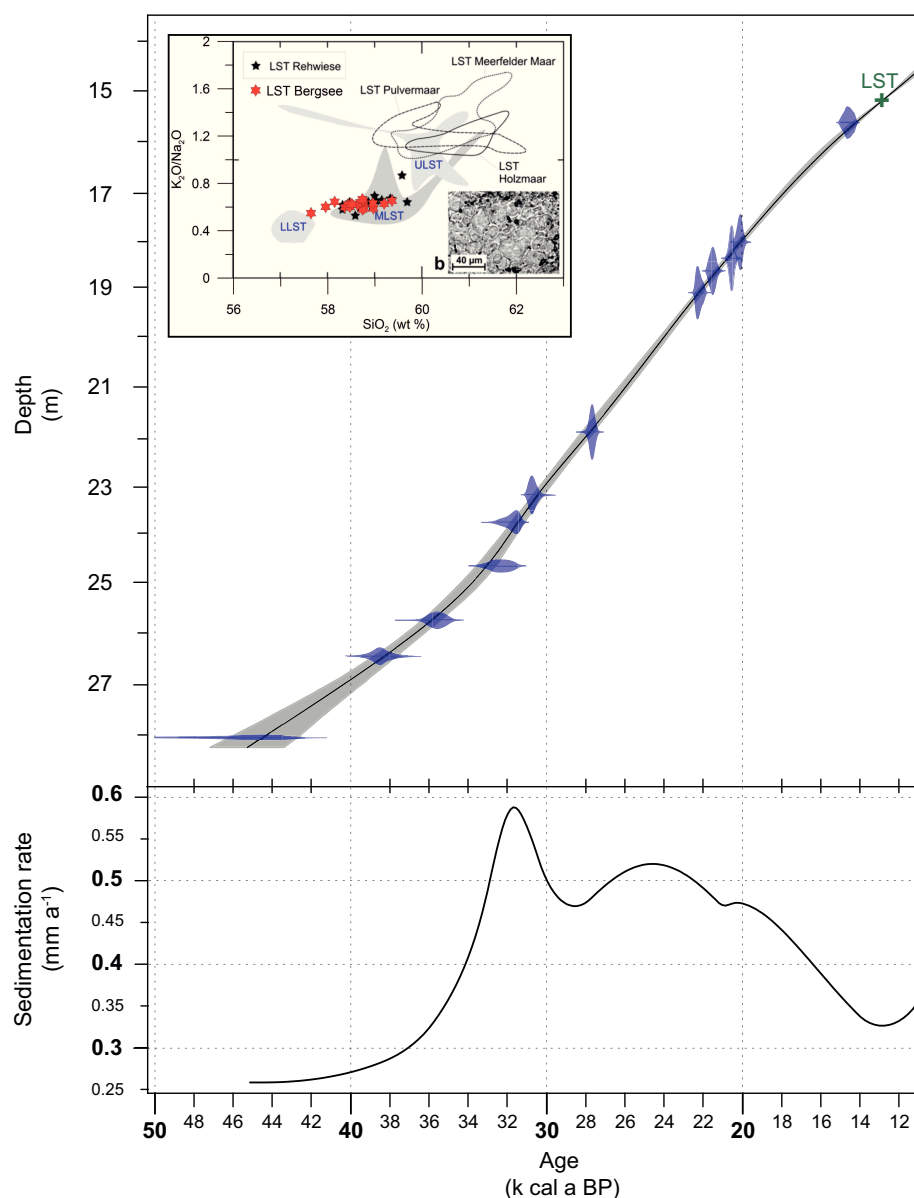 15
17
19
21
23
25
27
Depth
(m)
LST
2
1.6
1.2
0.8
0.4
0
K₂O/Na₂O
LST Rehwiese
LST Bergsee
LST Meerfelder Maar
LST Pulvermaar
LST
Holzmaar
ULST
MLST
LLST
b
40 µm
56
58
60
62
SiO₂ (wt %)
0.6
0.55
0.5
0.45
0.4
0.35
0.3
0.25
Sedimentation rate
(mm a⁻¹)
50 48 46 44 42 40 38 36 34 32 30 28 26 24 22 20 18 16 14 12
Age
(k cal a BP)